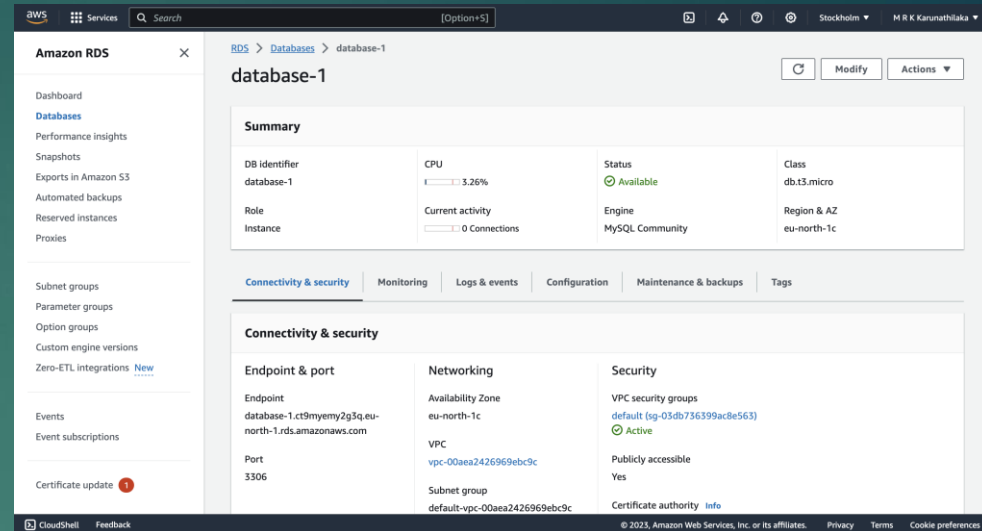 aws
Services
Search
[Option+S]
Stockholm
M R K Karunathilaka
Amazon RDS
Dashboard
Databases
Performance insights
Snapshots
Exports in Amazon S3
Automated backups
Reserved instances
Proxies
Subnet groups
Parameter groups
Option groups
Custom engine versions
Zero-ETL integrations New
Events
Event subscriptions
Certificate update 1
RDS > Databases > database-1
database-1
Modify
Actions
Summary
DB identifier
database-1
CPU
3.26%
Status
Available
Class
db.t3.micro
Role
Instance
Current activity
0 Connections
Engine
MySQL Community
Region & AZ
eu-north-1c
Connectivity & security
Monitoring
Logs & events
Configuration
Maintenance & backups
Tags
Connectivity & security
Endpoint & port
Endpoint
database-1.ct9myemy2g3q.eu-
north-1.rds.amazonaws.com
Port
3306
Networking
Availability Zone
eu-north-1c
VPC
vpc-00aea2426969ebc9c
Subnet group
default-vpc-00aea2426969ebc9c
Security
VPC security groups
default (sg-03db736399ac8e563)
Active
Publicly accessible
Yes
Certificate authority Info
CloudShell
Feedback
© 2023, Amazon Web Services, Inc. or its affiliates.
Privacy
Terms
Cookie preferences